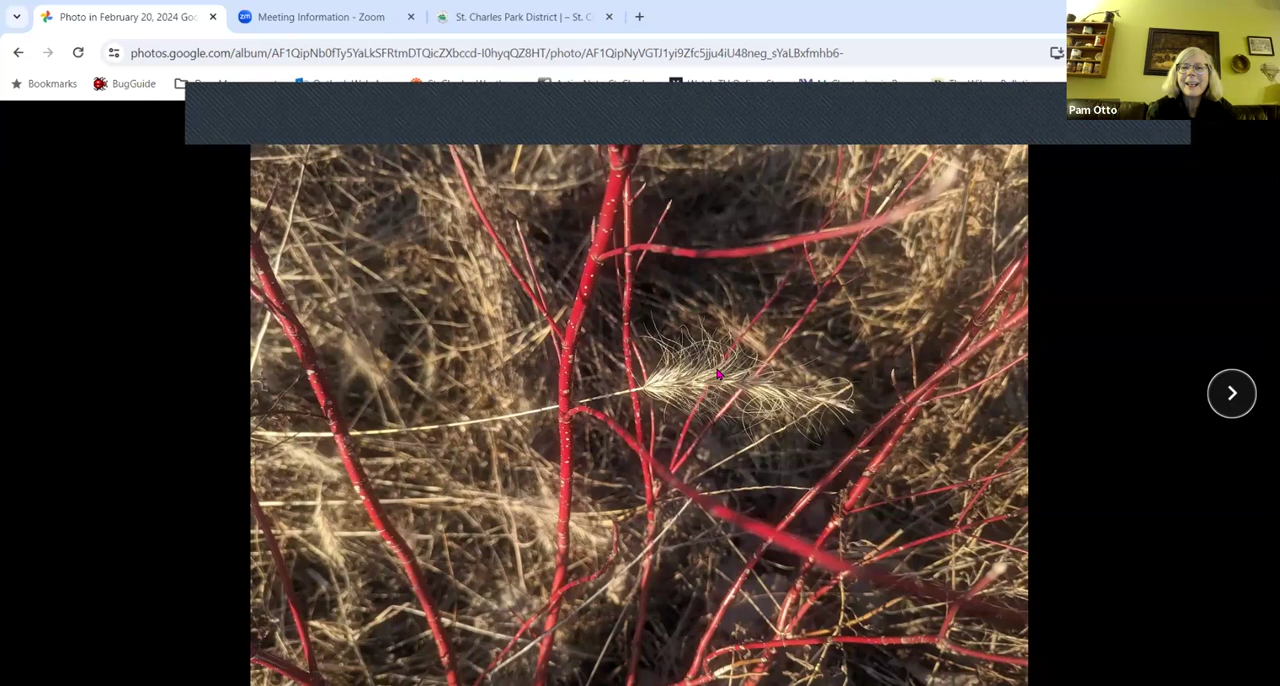 Photo in February 20, 2024 Goo
Meeting Information - Zoom
St. Charles Park District | – St. C
photos.google.com/album/AF1QipNb0fTy5YaLkSFRtmDTQicZXbccd-I0hyqQZ8HT/photo/AF1QipNyVGTJ1yi9Zfc5jju4iU48neg_sYaLBxfmhb6-
Bookmarks
BugGuide
Pam Otto